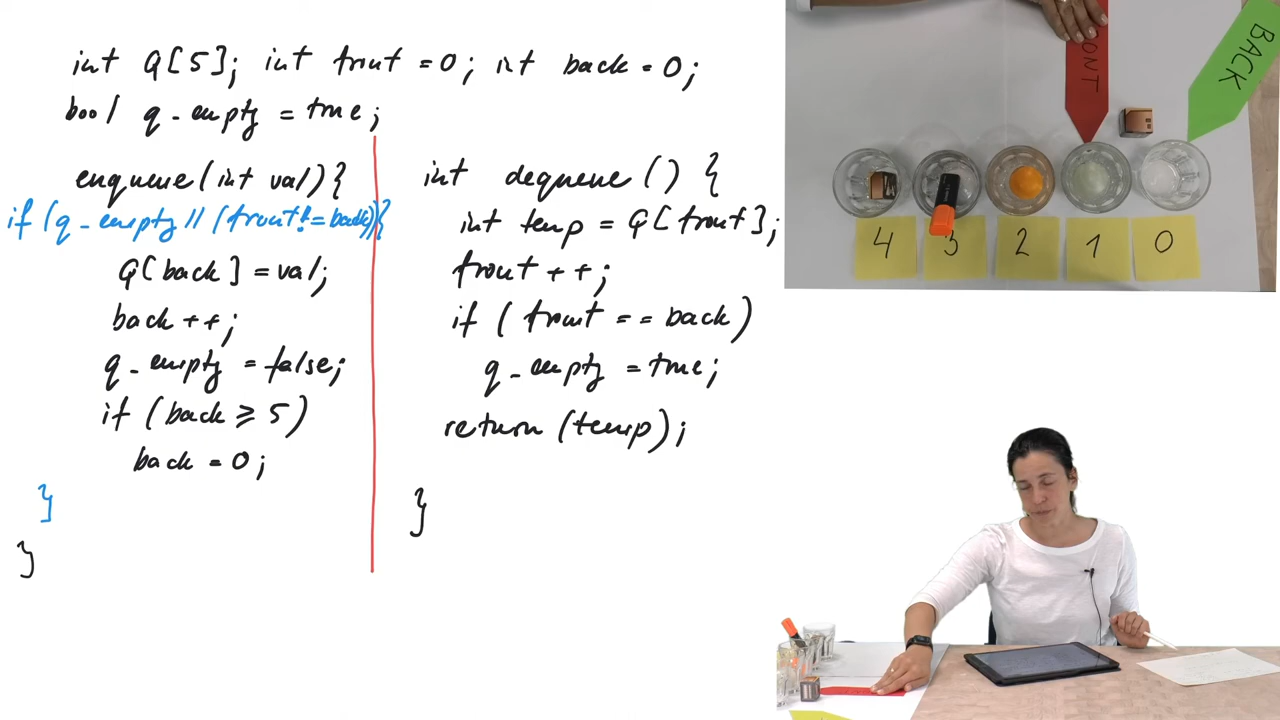 int Q[5]; int front = 0; int back = 0;
bool q_empty = true;
enqueue(int val){
if (q_empty || (front != back)){
Q[back] = val;
back++;
q_empty = false;
if (back ≥ 5)
back = 0;
}
}
int dequeue () {
int temp = Q[front];
front++;
if (front == back)
q_empty = true;
return (temp);
}
ONT
BACK
4 3 2 1 0